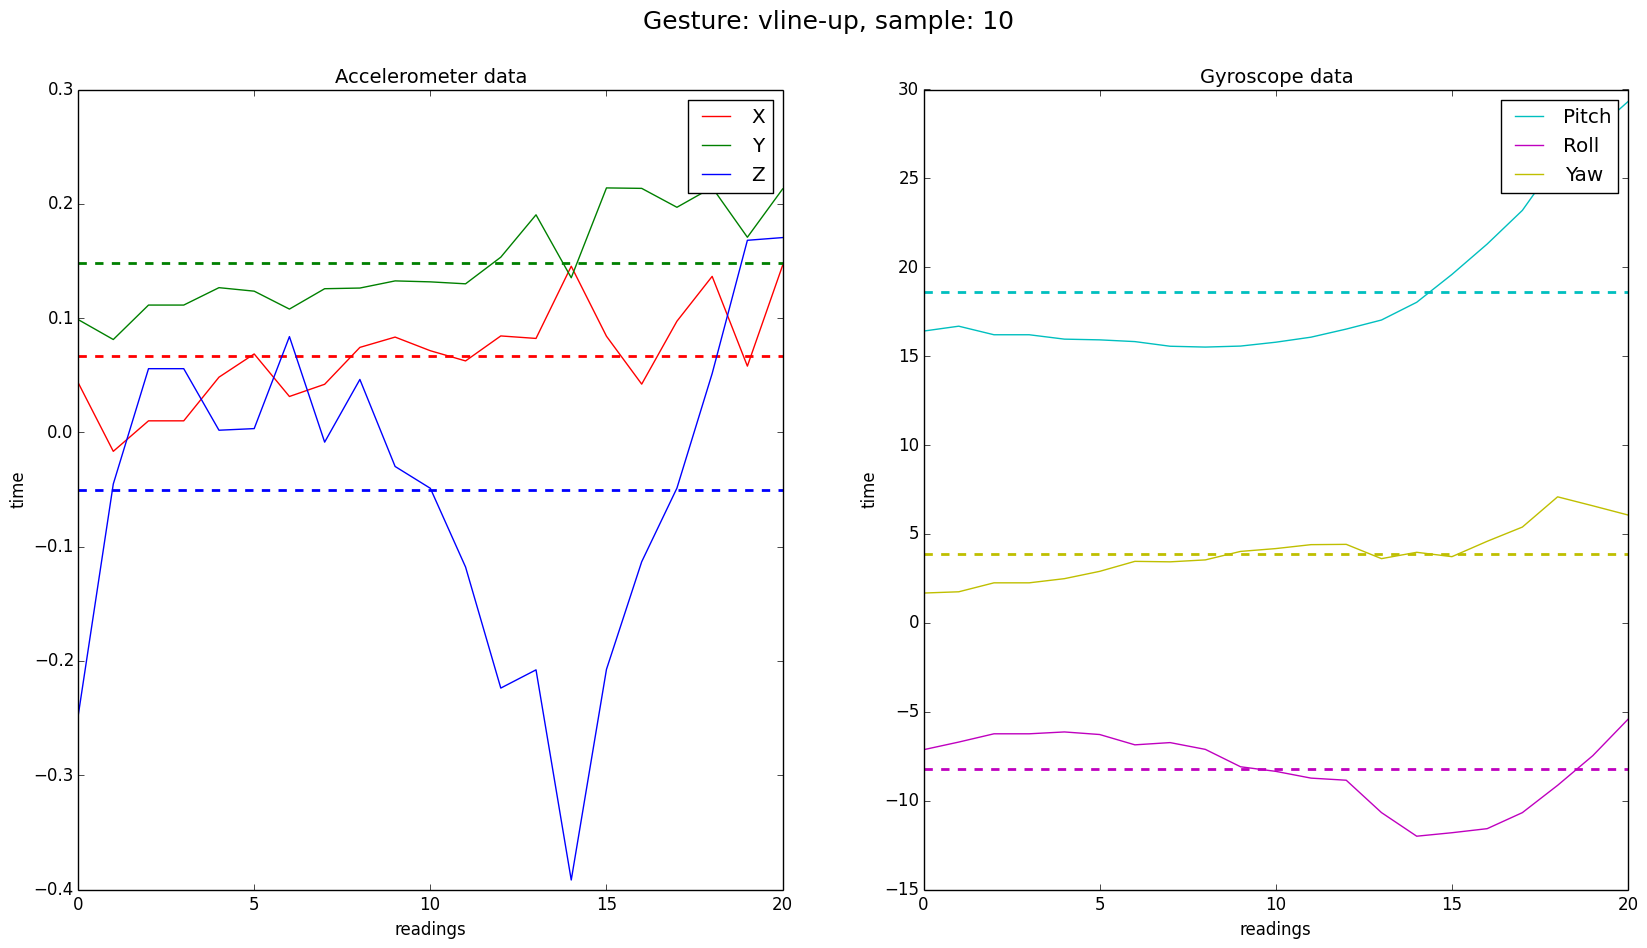 Gesture: vline-up, sample: 10
Accelerometer data
0.3
0.2
0.1
0.0
−0.1
−0.2
−0.3
−0.4
time
X
Y
Z
0 5 10 15 20
readings
Gyroscope data
30
25
20
15
10
5
0
−5
−10
−15
time
Pitch
Roll
Yaw
0 5 10 15 20
readings